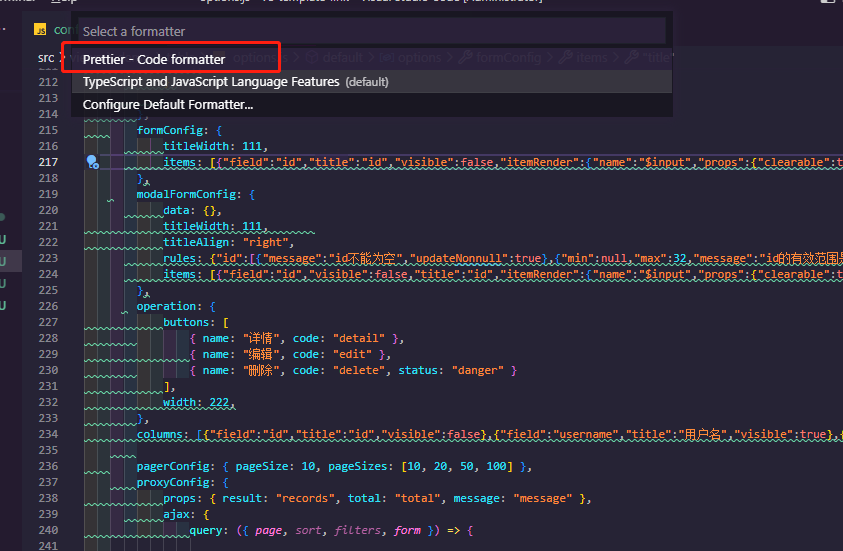 Select a formatter
JS con
src
Prettier - Code formatter
TypeScript and JavaScript Language Features (default)
Configure Default Formatter...
212
213
214 },
215 formConfig: {
216 titleWidth: 111,
217 items: [{"field":"id","title":"id","visible":false,"itemRender":{"name":"$input","props":{"clearable":t
218 },
219 modalFormConfig: {
220 data: {},
221 titleWidth: 111,
222 titleAlign: "right",
223 rules: {"id":[{"message":"id不能为空","updateNonnull":true},{"min":null,"max":32,"message":"id的有效范围是
224 items: [{"field":"id","visible":false,"title":"id","itemRender":{"name":"$input","props":{"clearable":t
225 },
226 operation: {
227 buttons: [
228 { name: "详情", code: "detail" },
229 { name: "编辑", code: "edit" },
230 { name: "删除", code: "delete", status: "danger" }
231 ],
232 width: 222,
233 },
234 columns: [{"field":"id","title":"id","visible":false},{"field":"username","title":"用户名","visible":true},{
235
236 pagerConfig: { pageSize: 10, pageSizes: [10, 20, 50, 100] },
237 proxyConfig: {
238 props: { result: "records", total: "total", message: "message" },
239 ajax: {
240 query: ({ page, sort, filters, form }) => {
241
U
U
U
U